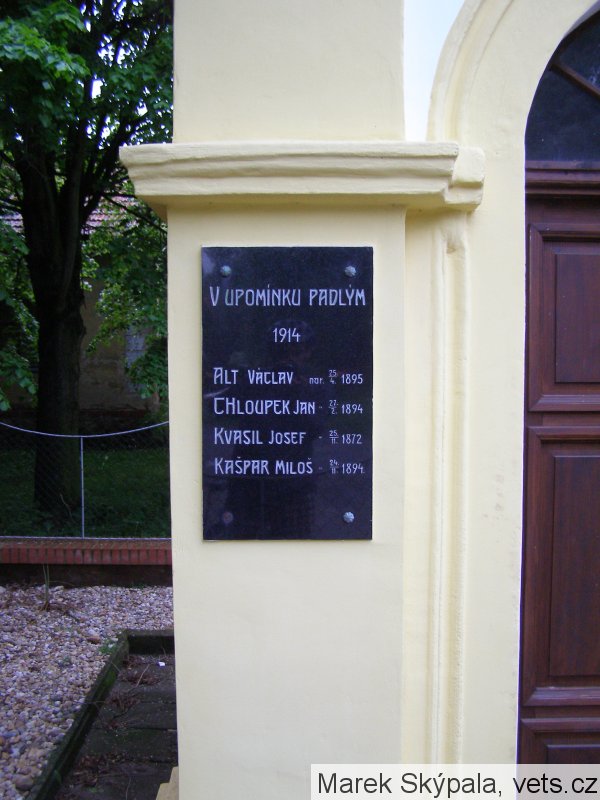 V UPOMÍNKU PADLÝM
1914
ALT VÁCLAV nar. 25/4. 1895
CHLOUPEK JAN - 27/2. 1894
KVASIL JOSEF - 25/11. 1872
KAŠPAR MILOŠ - 24/11. 1894.
Marek Skýpala, vets.cz